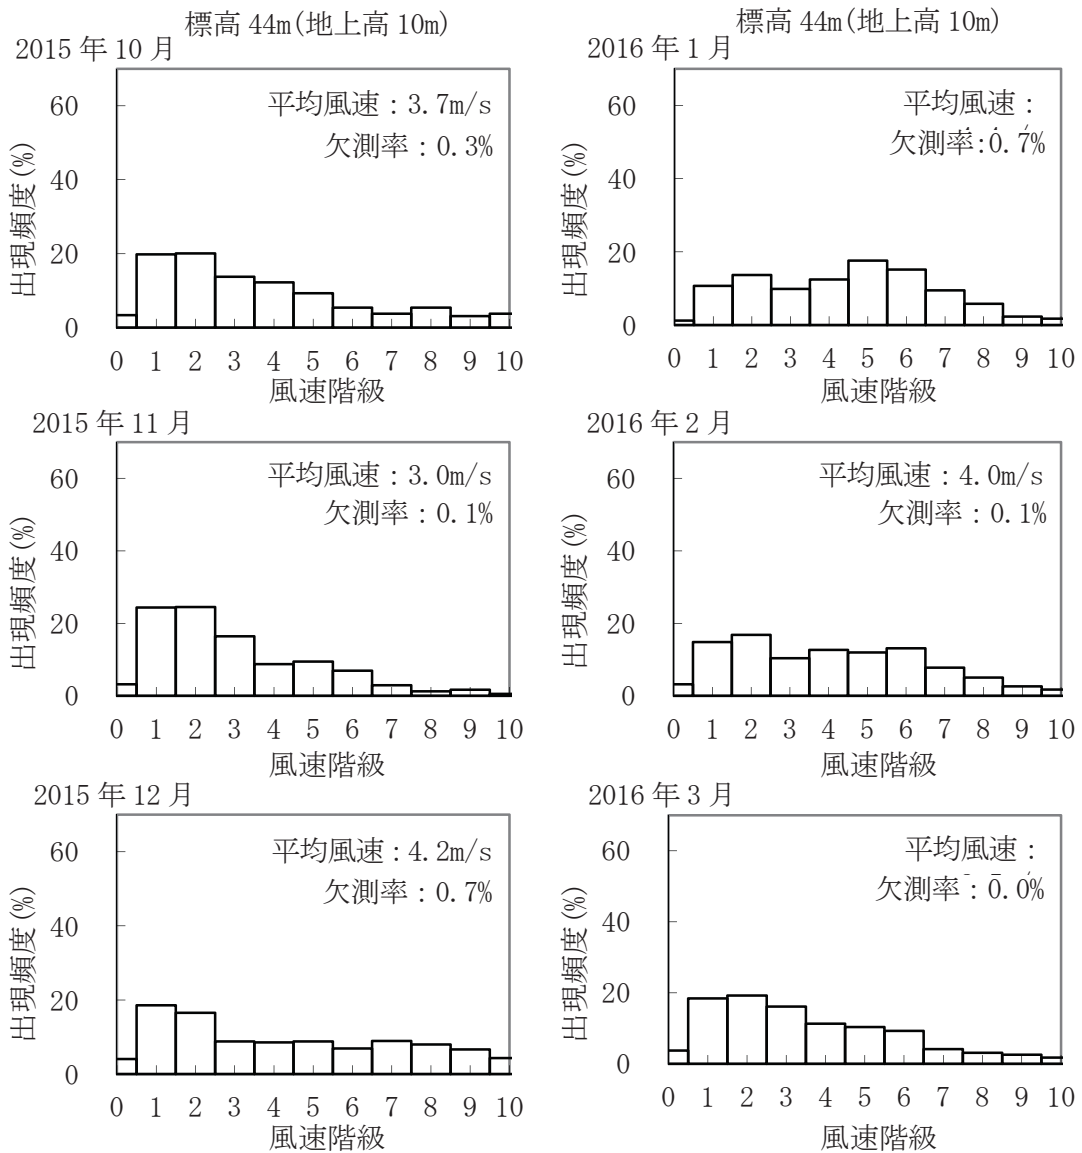 標高 44m(地上高 10m)
2015 年 10 月
平均風速：3.7m/s
欠測率：0.3%
出現頻度(%)
60
40
20
0
0 1 2 3 4 5 6 7 8 9 10
風速階級
2015 年 11 月
平均風速：3.0m/s
欠測率：0.1%
出現頻度(%)
60
40
20
0
0 1 2 3 4 5 6 7 8 9 10
風速階級
2015 年 12 月
平均風速：4.2m/s
欠測率：0.7%
出現頻度(%)
60
40
20
0
0 1 2 3 4 5 6 7 8 9 10
風速階級
標高 44m(地上高 10m)
2016 年 1 月
平均風速：
欠測率：0.7%
出現頻度(%)
60
40
20
0
0 1 2 3 4 5 6 7 8 9 10
風速階級
2016 年 2 月
平均風速：4.0m/s
欠測率：0.1%
出現頻度(%)
60
40
20
0
0 1 2 3 4 5 6 7 8 9 10
風速階級
2016 年 3 月
平均風速：
欠測率：0.0%
出現頻度(%)
60
40
20
0
0 1 2 3 4 5 6 7 8 9 10
風速階級